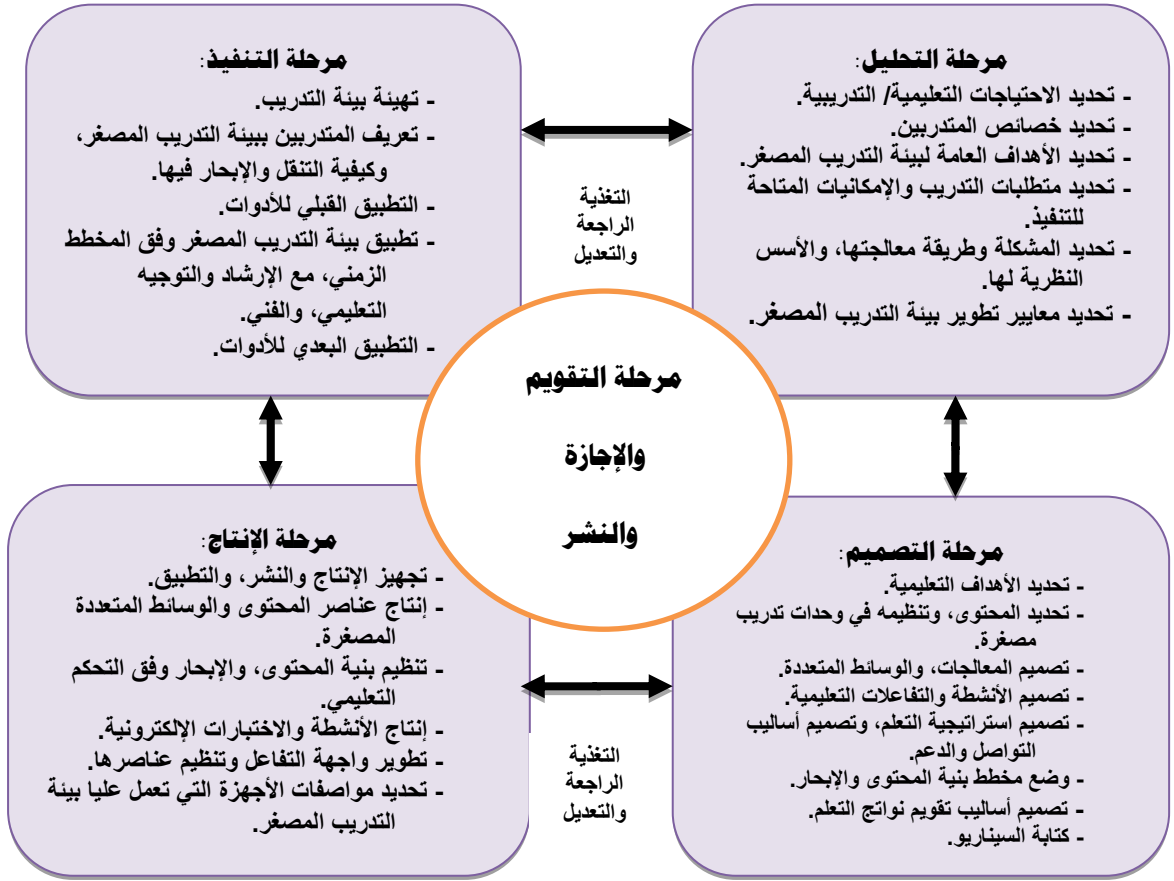 مرحلة التحليل:
- تحديد الاحتياجات التعليمية/ التدريبية.
- تحديد خصائص المتدربين.
- تحديد الأهداف العامة لبيئة التدريب المصغر.
- تحديد متطلبات التدريب والإمكانيات المتاحة
للتنفيذ.
- تحديد المشكلة وطريقة معالجتها، والأسس
النظرية لها.
- تحديد معايير تطوير بيئة التدريب المصغر.
مرحلة التنفيذ:
- تهيئة بيئة التدريب.
- تعريف المتدربين ببيئة التدريب المصغر،
وكيفية التنقل والإبحار فيها.
- التطبيق القبلي للأدوات.
- تطبيق بيئة التدريب المصغر وفق المخطط
الزمني، مع الإرشاد والتوجيه
التعليمي، والفني.
- التطبيق البعدي للأدوات.
التغذية
الراجعة
والتعديل
مرحلة التقويم
والإجازة
والنشر
مرحلة التصميم:
- تحديد الأهداف التعليمية.
- تحديد المحتوى، وتنظيمه في وحدات تدريب
مصغرة.
- تصميم المعالجات، والوسائط المتعددة.
- تصميم الأنشطة والتفاعلات التعليمية.
- تصميم استراتيجية التعلم، وتصميم أساليب
التواصل والدعم.
- وضع مخطط بنية المحتوى والإبحار.
- تصميم أساليب تقويم نواتج التعلم.
- كتابة السيناريو.
مرحلة الإنتاج:
- تجهيز الإنتاج والنشر، والتطبيق.
- إنتاج عناصر المحتوى والوسائط المتعددة
المصغرة.
- تنظيم بنية المحتوى، والإبحار وفق التحكم
التعليمي.
- إنتاج الأنشطة والاختبارات الإلكترونية.
- تطوير واجهة التفاعل وتنظيم عناصرها.
- تحديد مواصفات الأجهزة التي تعمل عليا بيئة
التدريب المصغر.
التغذية
الراجعة
والتعديل